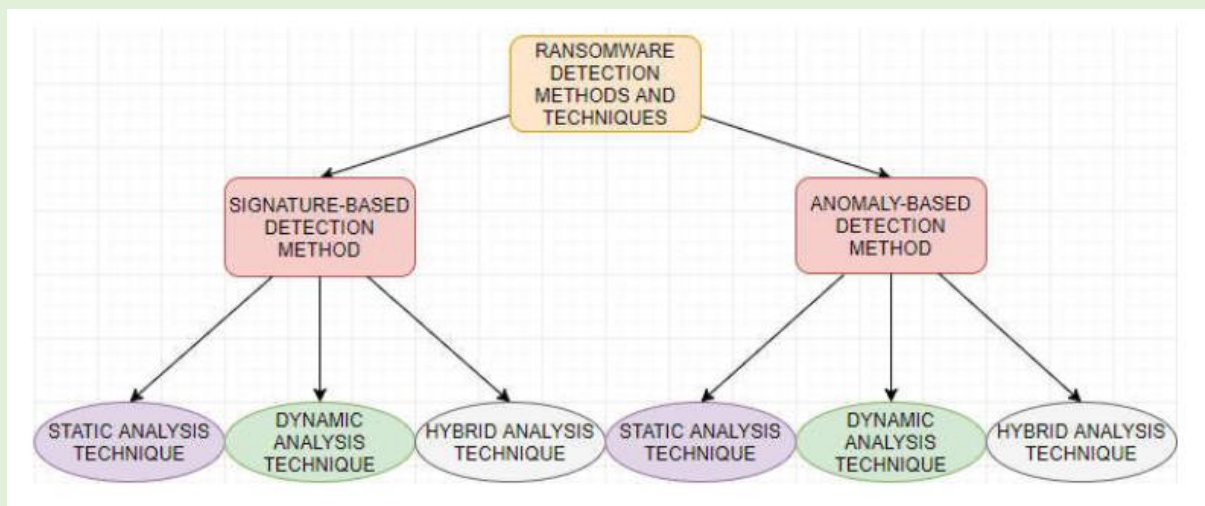 RANSOMWARE
DETECTION
METHODS AND
TECHNIQUES
SIGNATURE-BASED
DETECTION
METHOD
ANOMALY-BASED
DETECTION
METHOD
STATIC ANALYSIS
TECHNIQUE
DYNAMIC
ANALYSIS
TECHNIQUE
HYBRID ANALYSIS
TECHNIQUE
STATIC ANALYSIS
TECHNIQUE
DYNAMIC
ANALYSIS
TECHNIQUE
HYBRID ANALYSIS
TECHNIQUE